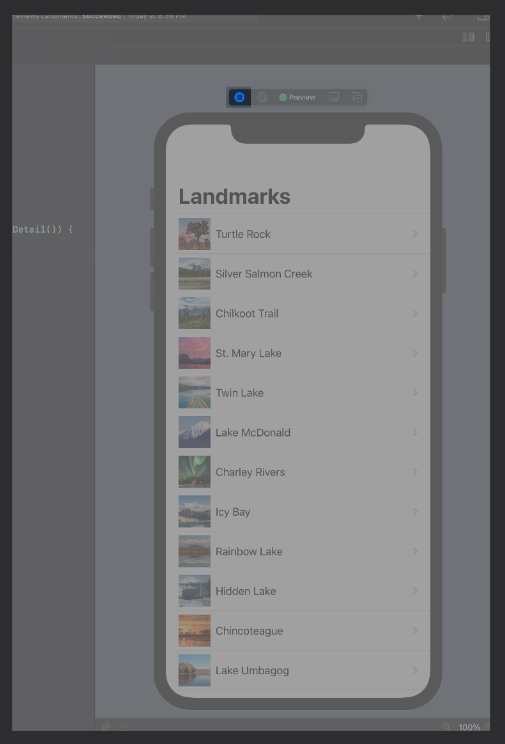 Landmarks: Succeeded | Today at 8:35 PM
Preview
Landmarks
Detail()) {
Turtle Rock
Silver Salmon Creek
Chilkoot Trail
St. Mary Lake
Twin Lake
Lake McDonald
Charley Rivers
Icy Bay
Rainbow Lake
Hidden Lake
Chincoteague
Lake Umbagog
100%